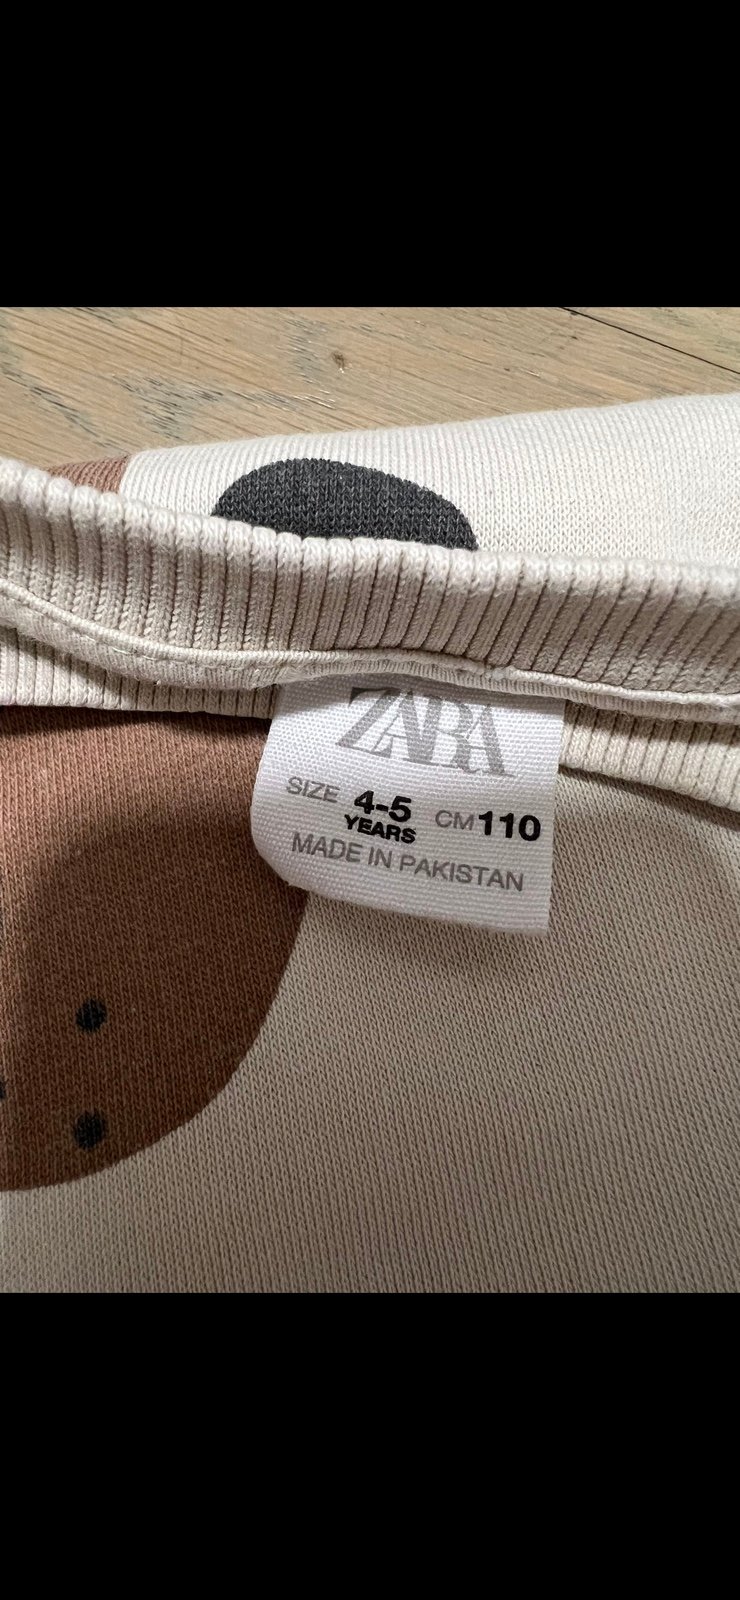 ZARA
SIZE 4-5 YEARS CM 110
MADE IN PAKISTAN